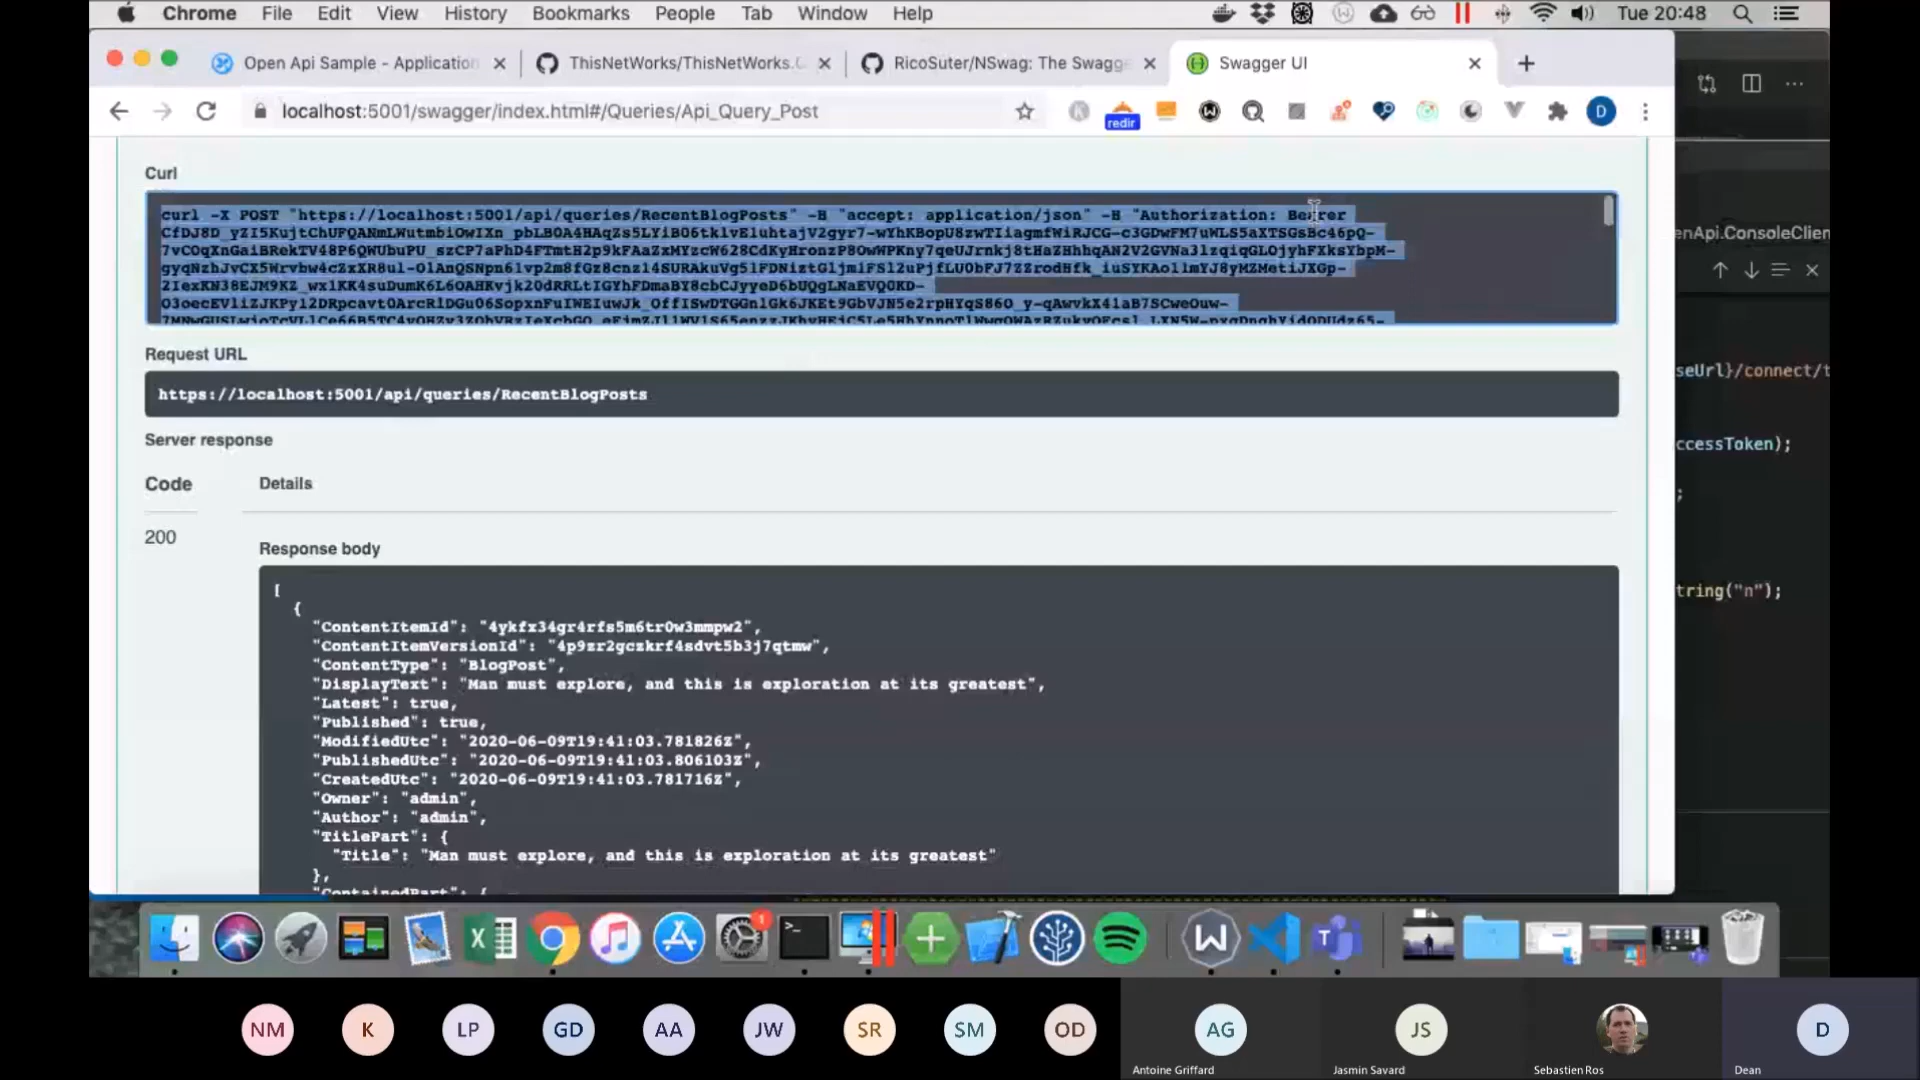 Chrome File Edit View History Bookmarks People Tab Window Help Tue 20:48
Open Api Sample - Application
ThisNetWorks/ThisNetWorks.
RicoSuter/NSwag: The Swagge
Swagger UI
localhost:5001/swagger/index.html#/Queries/Api_Query_Post
redir
D
Curl
curl -X POST "https://localhost:5001/api/queries/RecentBlogPosts" -H "accept: application/json" -H "Authorization: Bearer
Request URL
https://localhost:5001/api/queries/RecentBlogPosts
Server response
Code Details
200
Response body
[
{
"ContentItemId": "4ykfx34gr4rfs5m6tr0w3mmpw2",
"ContentItemVersionId": "4p9zr2gczkrf4sdvt5b3j7qtmw",
"ContentType": "BlogPost",
"DisplayText": "Man must explore, and this is exploration at its greatest",
"Latest": true,
"Published": true,
"ModifiedUtc": "2020-06-09T19:41:03.781826Z",
"PublishedUtc": "2020-06-09T19:41:03.806103Z",
"CreatedUtc": "2020-06-09T19:41:03.781716Z",
"Owner": "admin",
"Author": "admin",
"TitlePart": {
"Title": "Man must explore, and this is exploration at its greatest"
},
"ContainedPart": {
enApi.ConsoleClien
seUrl}/connect/t
ccessToken);
;
tring("n");
1
NM K LP GD AA JW SR SM OD AG JS D
Antoine Griffard Jasmin Savard Sebastien Ros Dean